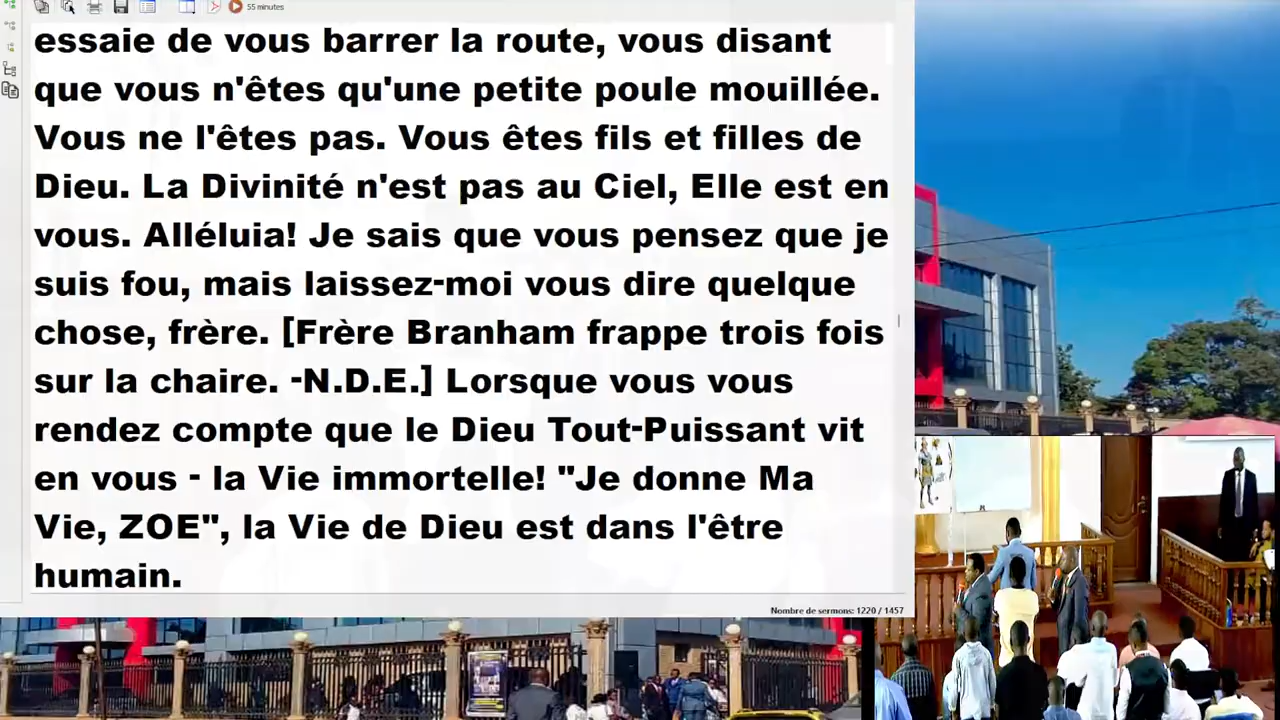 55 minutes
essaie de vous barrer la route, vous disant
que vous n'êtes qu'une petite poule mouillée.
Vous ne l'êtes pas. Vous êtes fils et filles de
Dieu. La Divinité n'est pas au Ciel, Elle est en
vous. Alléluia! Je sais que vous pensez que je
suis fou, mais laissez-moi vous dire quelque
chose, frère. [Frère Branham frappe trois fois
sur la chaire. -N.D.E.] Lorsque vous vous
rendez compte que le Dieu Tout-Puissant vit
en vous - la Vie immortelle! "Je donne Ma
Vie, ZOE", la Vie de Dieu est dans l'être
humain.
Nombre de sermons: 1220 / 1457